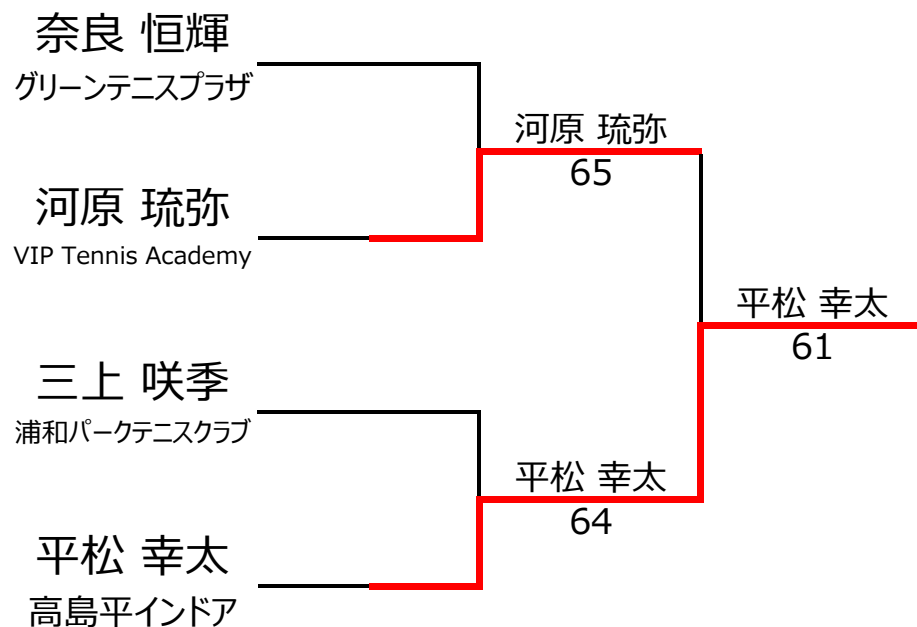 奈良 恒輝
グリーンテニスプラザ
河原 琉弥
65
河原 琉弥
VIP Tennis Academy
平松 幸太
61
三上 咲季
浦和パークテニスクラブ
平松 幸太
64
平松 幸太
高島平インドア